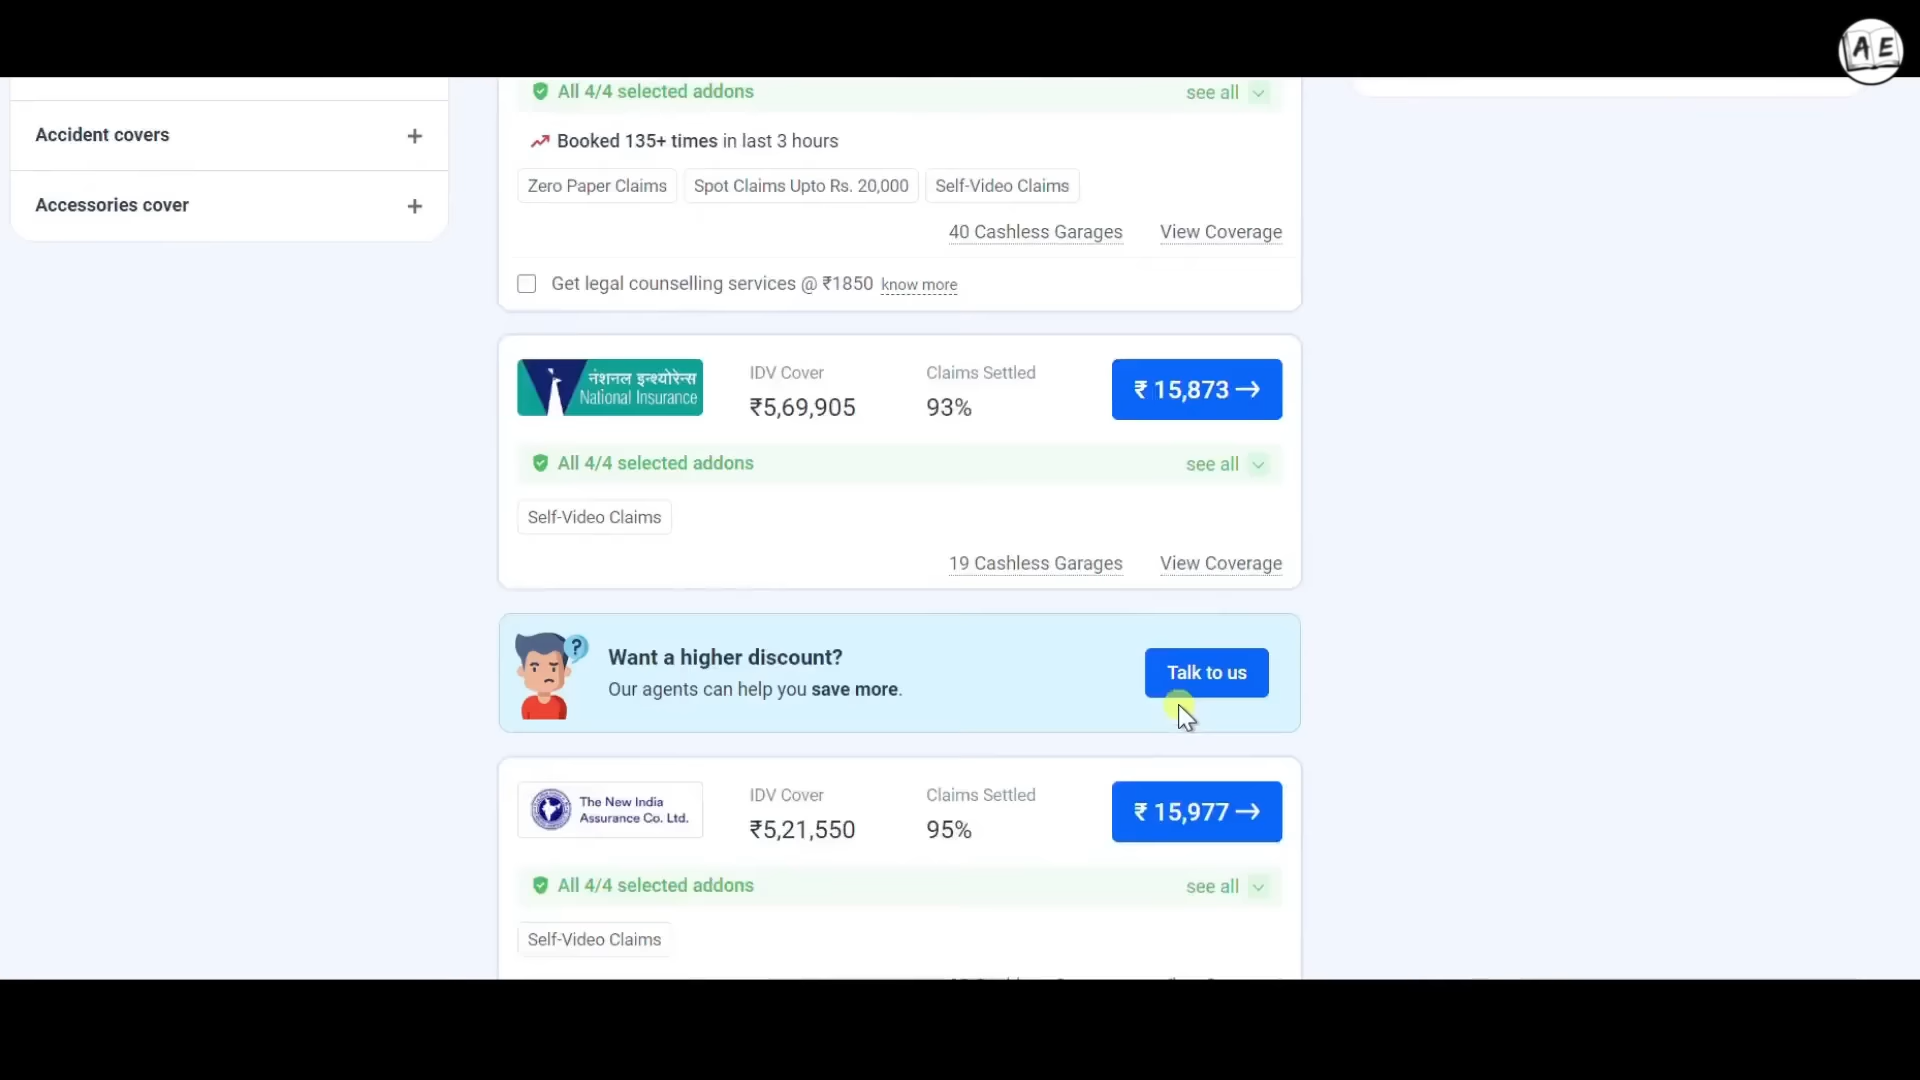 AE
All 4/4 selected addons see all
Accident covers +
Booked 135+ times in last 3 hours
Zero Paper Claims Spot Claims Upto Rs. 20,000 Self-Video Claims
Accessories cover +
40 Cashless Garages View Coverage
Get legal counselling services @ ₹1850 know more
नेशनल इन्श्योरेन्स
National Insurance
IDV Cover Claims Settled
₹5,69,905 93%
₹ 15,873 →
All 4/4 selected addons see all
Self-Video Claims
19 Cashless Garages View Coverage
?
Want a higher discount?
Our agents can help you save more.
Talk to us
The New India
Assurance Co. Ltd.
IDV Cover Claims Settled
₹5,21,550 95%
₹ 15,977 →
All 4/4 selected addons see all
Self-Video Claims